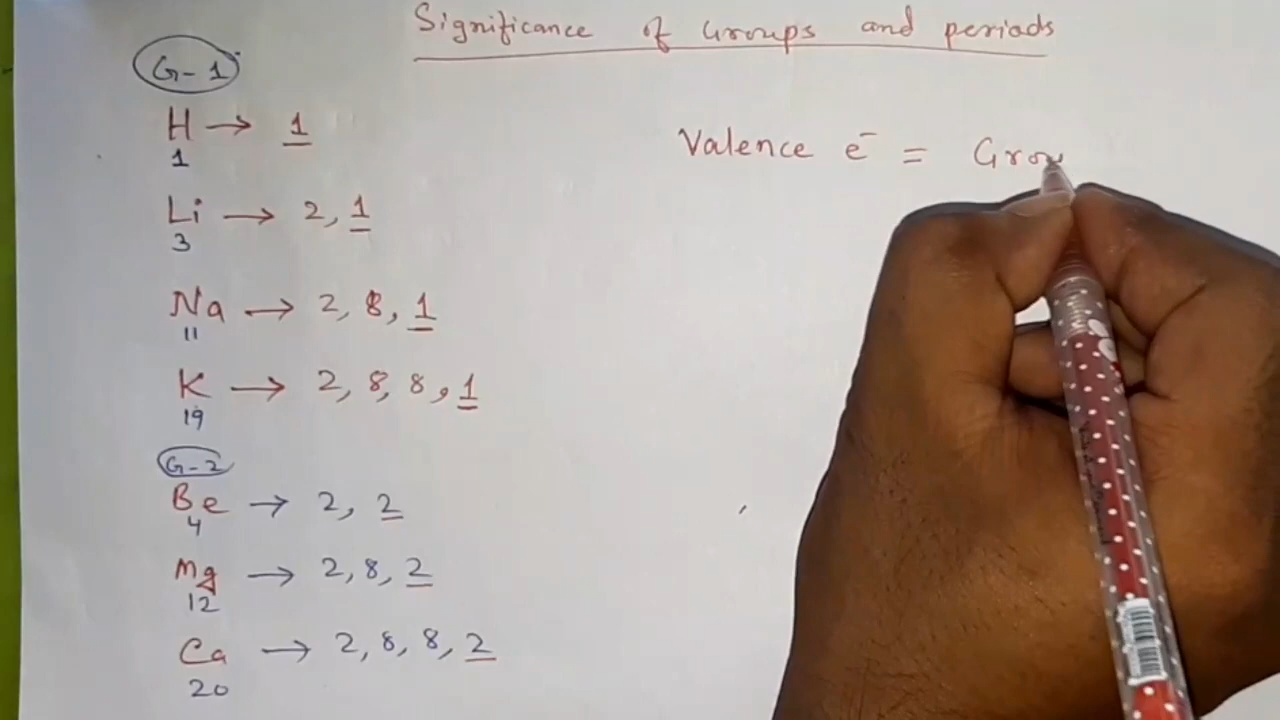 Significance of Groups and periods
G-1
H → 1
1
Li → 2, 1
3
Na → 2, 8, 1
11
K → 2, 8, 8, 1
19
G-2
Be → 2, 2
4
Mg → 2, 8, 2
12
Ca → 2, 8, 8, 2
20
Valence e⁻ = Grou